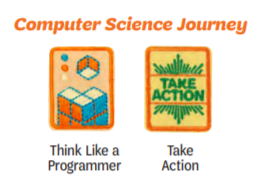 Computer Science Journey
TAKE
ACTION
Think Like a
Programmer
Take
Action